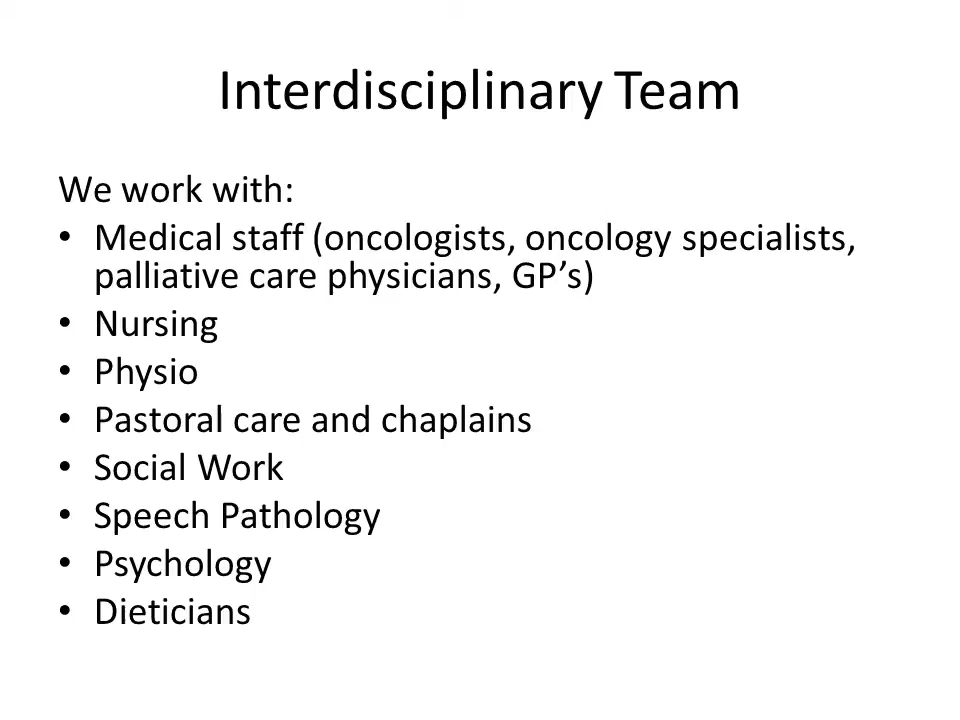 Interdisciplinary Team
We work with:
• Medical staff (oncologists, oncology specialists,
palliative care physicians, GP’s)
• Nursing
• Physio
• Pastoral care and chaplains
• Social Work
• Speech Pathology
• Psychology
• Dieticians